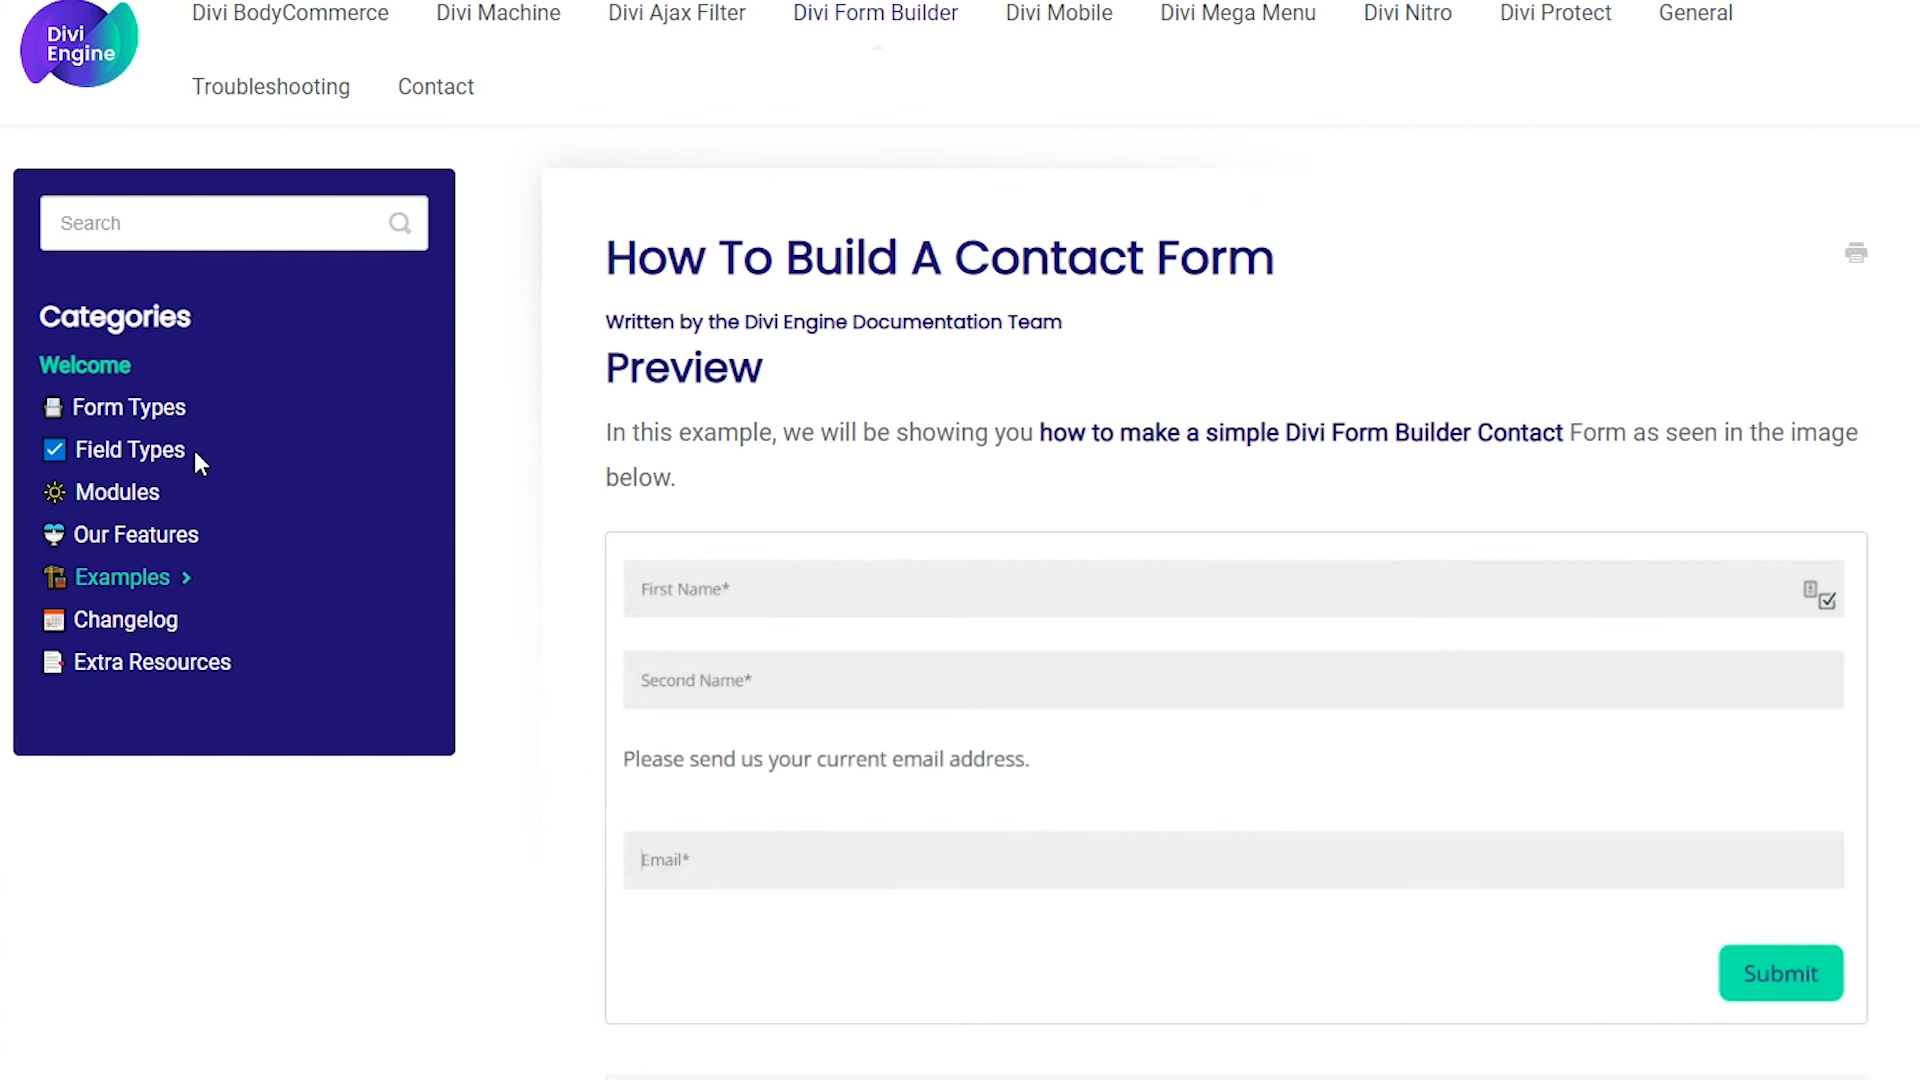 Divi
Engine
Divi BodyCommerce Divi Machine Divi Ajax Filter Divi Form Builder Divi Mobile Divi Mega Menu Divi Nitro Divi Protect General
Troubleshooting Contact
Search
Categories
Welcome
Form Types
Field Types
Modules
Our Features
Examples
Changelog
Extra Resources
How To Build A Contact Form
Written by the Divi Engine Documentation Team
Preview
In this example, we will be showing you how to make a simple Divi Form Builder Contact Form as seen in the image
below.
First Name*
Second Name*
Please send us your current email address.
Email*
Submit